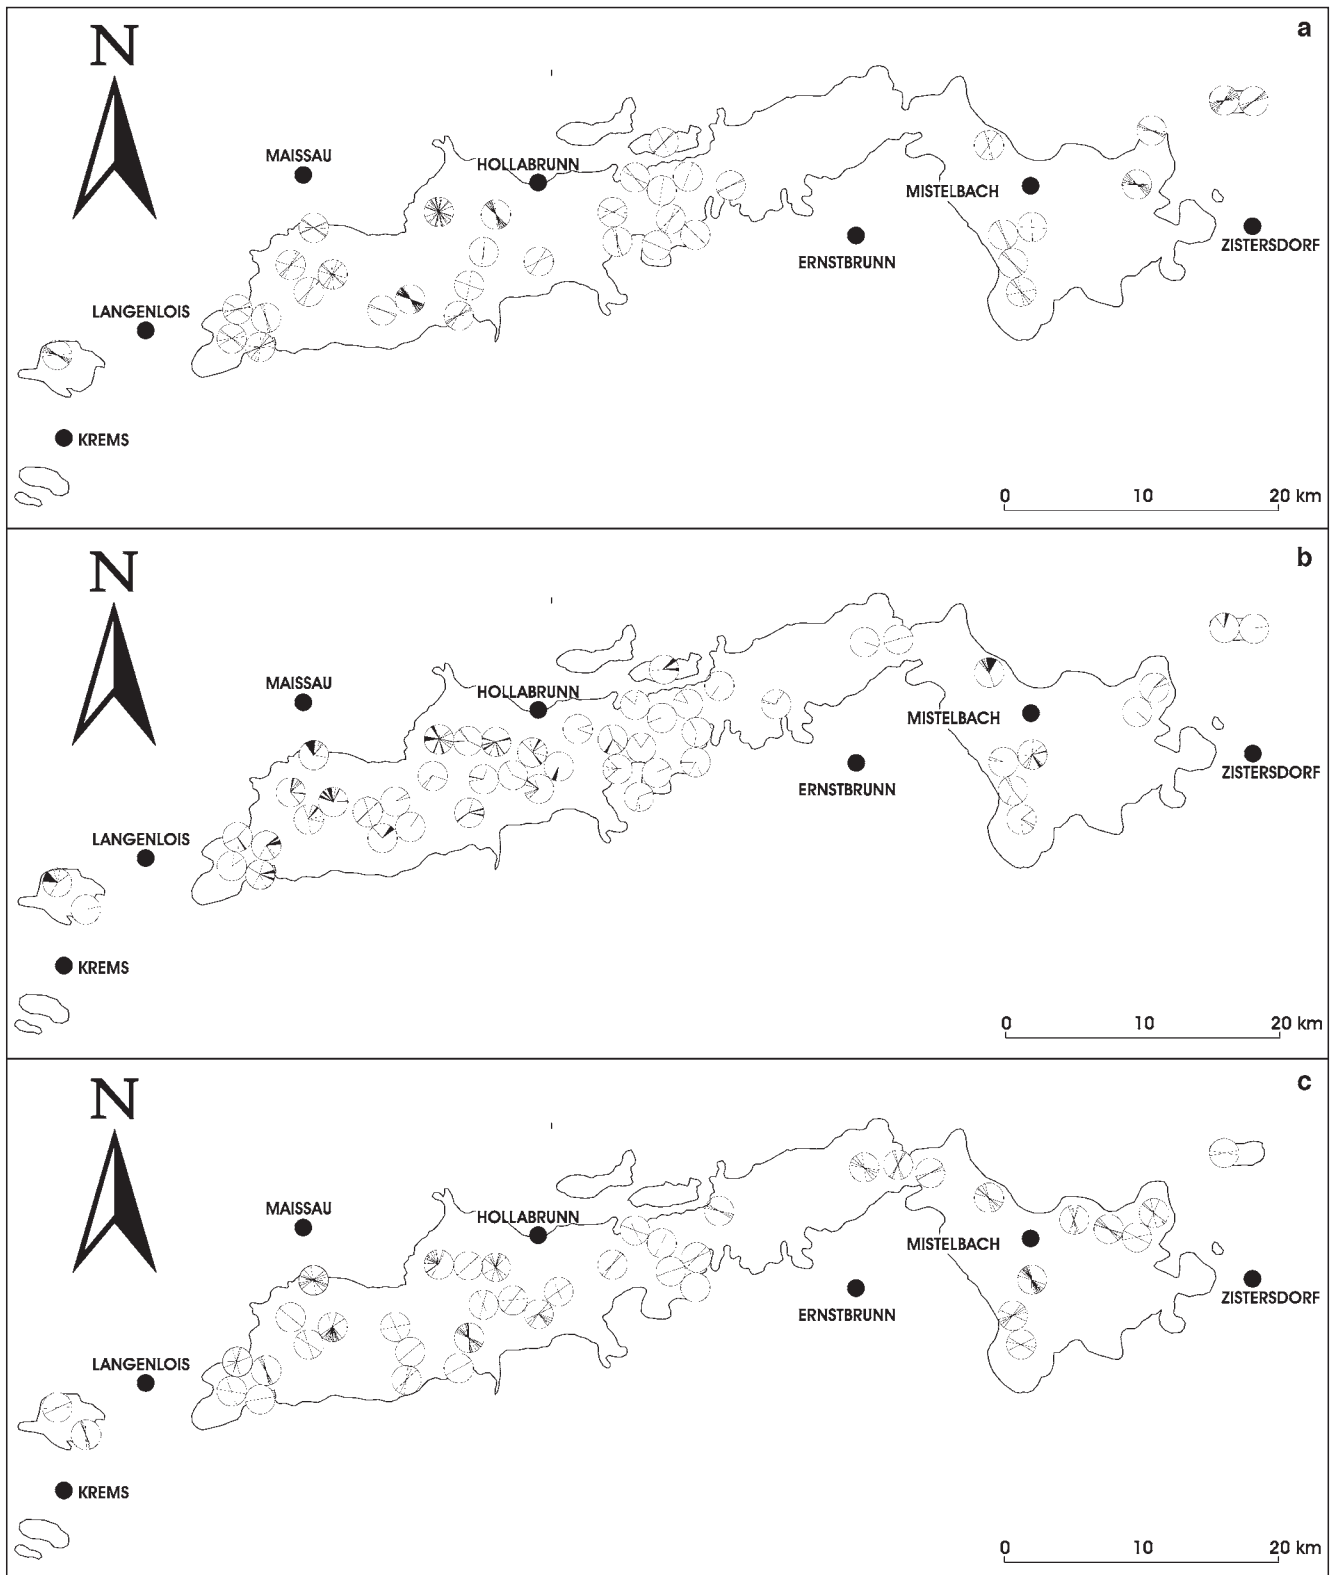 a
N
MAISSAU
HOLLABRUNN
MISTELBACH
ERNSTBRUNN
ZISTERSDORF
LANGENLOIS
KREMS
0 10 20 km
b
N
MAISSAU
HOLLABRUNN
MISTELBACH
ERNSTBRUNN
ZISTERSDORF
LANGENLOIS
KREMS
0 10 20 km
c
N
MAISSAU
HOLLABRUNN
MISTELBACH
ERNSTBRUNN
ZISTERSDORF
LANGENLOIS
KREMS
0 10 20 km